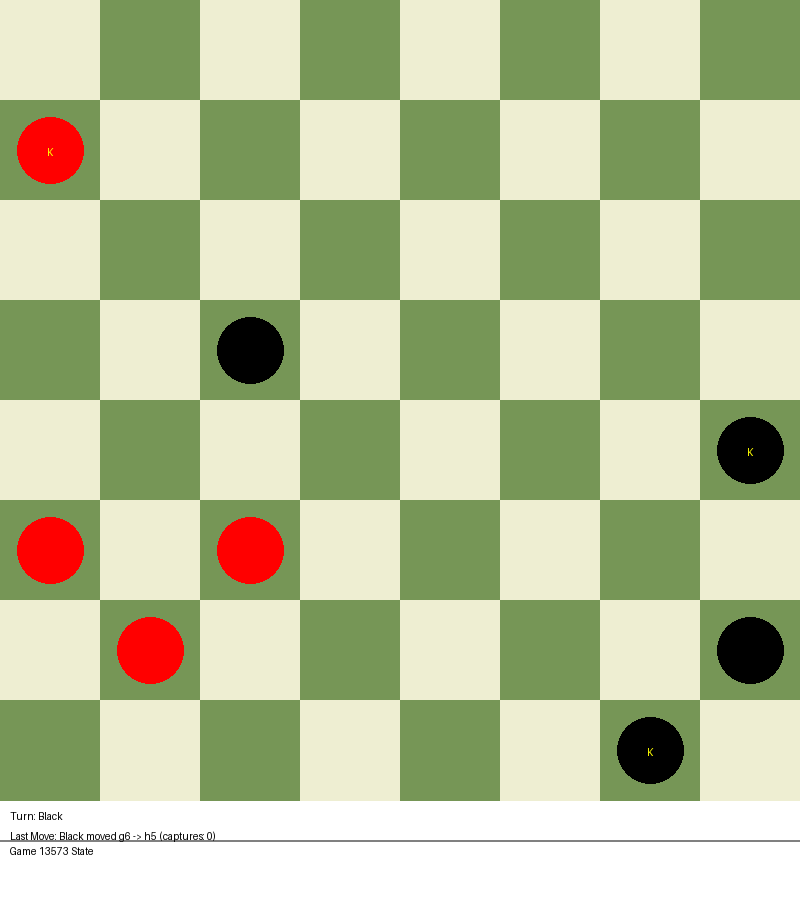 K
K
K
Turn: Black
Last Move: Black moved g6 -> h5 (captures: 0)
Game 13573 State